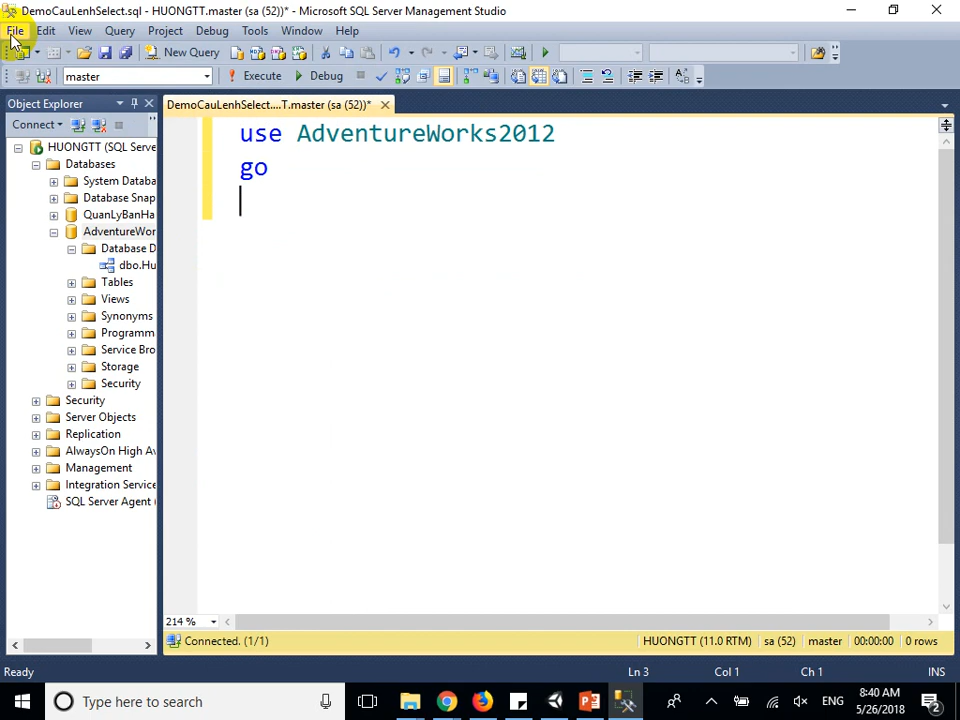 DemoCauLenhSelect.sql - HUONGTT.master (sa (52))* - Microsoft SQL Server Management Studio
File Edit View Query Project Debug Tools Window Help
New Query
master Execute Debug
Object Explorer
DemoCauLenhSelect....T.master (sa (52))*
Connect
HUONGTT (SQL Serve
Databases
System Databa
Database Snap
QuanLyBanHa
AdventureWor
Database D
dbo.Hu
Tables
Views
Synonyms
Programm
Service Bro
Storage
Security
Security
Server Objects
Replication
AlwaysOn High Av
Management
Integration Service
SQL Server Agent (
use AdventureWorks2012
go
214 %
Connected. (1/1) HUONGTT (11.0 RTM) sa (52) master 00:00:00 0 rows
Ready Ln 3 Col 1 Ch 1 INS
Type here to search
ENG
8:40 AM
5/26/2018
2